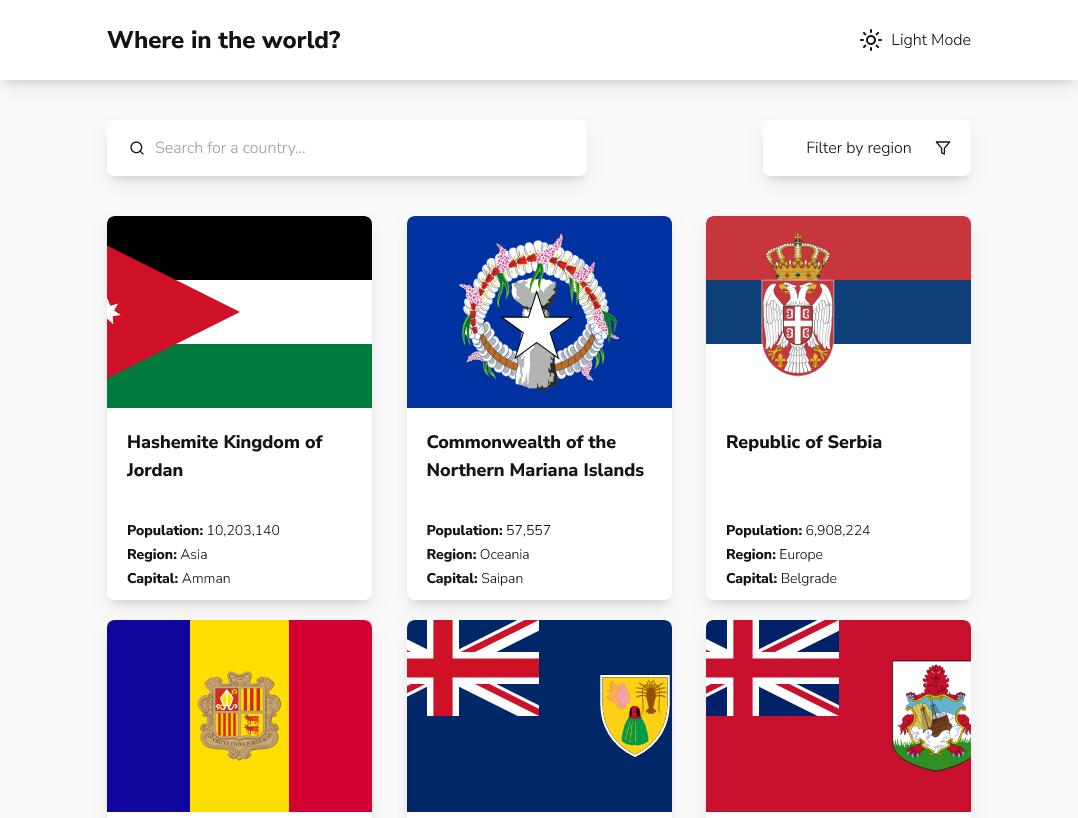 Where in the world?
Light Mode
Search for a country...
Filter by region
Hashemite Kingdom of
Jordan
Population: 10,203,140
Region: Asia
Capital: Amman
Commonwealth of the
Northern Mariana Islands
Population: 57,557
Region: Oceania
Capital: Saipan
Republic of Serbia
Population: 6,908,224
Region: Europe
Capital: Belgrade